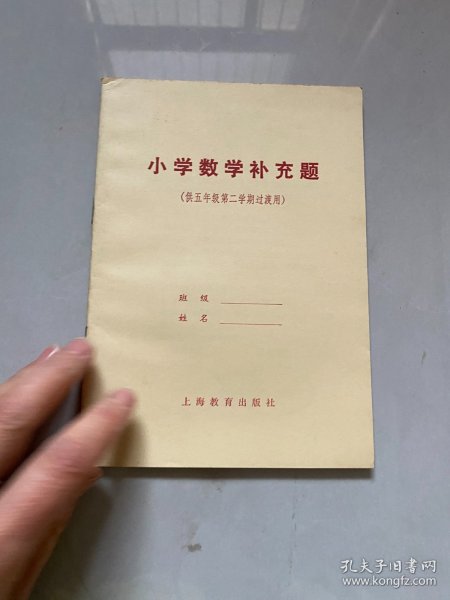 小学数学补充题
（供五年级第二学期过渡用）
班 级
姓 名
上海教育出版社
孔夫子旧书网
www.kongfz.com